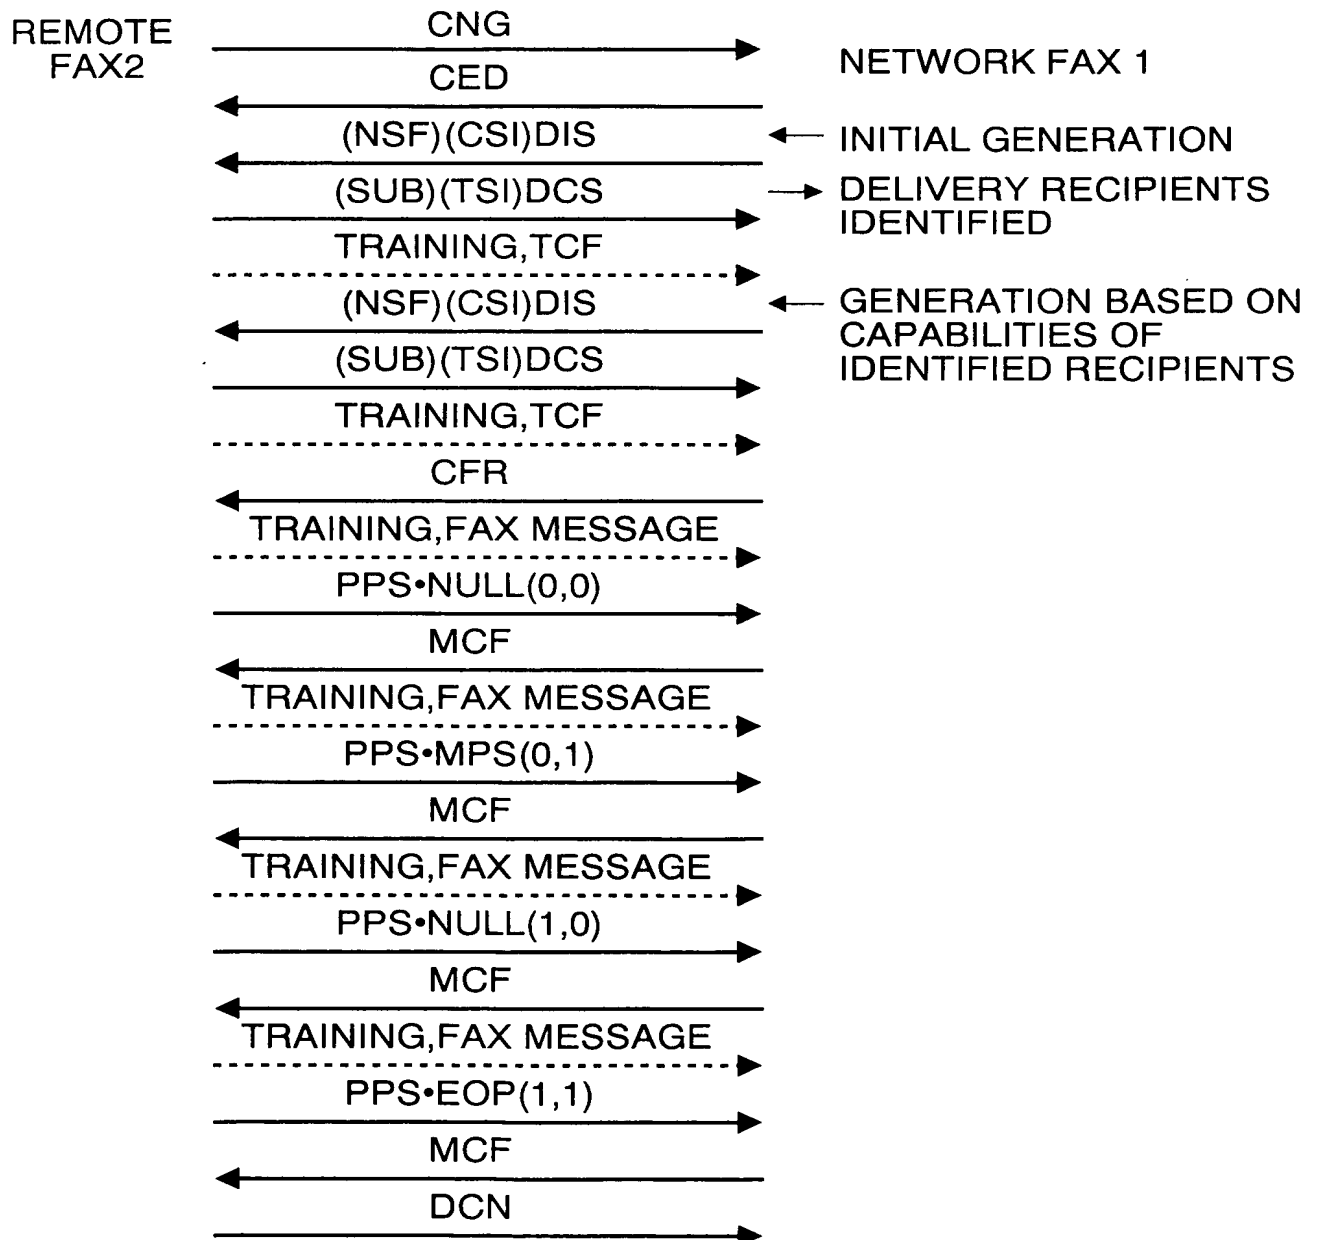 REMOTE
FAX2
CNG
NETWORK FAX 1
CED
(NSF)(CSI)DIS
INITIAL GENERATION
(SUB)(TSI)DCS
DELIVERY RECIPIENTS
IDENTIFIED
TRAINING,TCF
(NSF)(CSI)DIS
GENERATION BASED ON
CAPABILITIES OF
IDENTIFIED RECIPIENTS
(SUB)(TSI)DCS
TRAINING,TCF
CFR
TRAINING,FAX MESSAGE
PPS•NULL(0,0)
MCF
TRAINING,FAX MESSAGE
PPS•MPS(0,1)
MCF
TRAINING,FAX MESSAGE
PPS•NULL(1,0)
MCF
TRAINING,FAX MESSAGE
PPS•EOP(1,1)
MCF
DCN